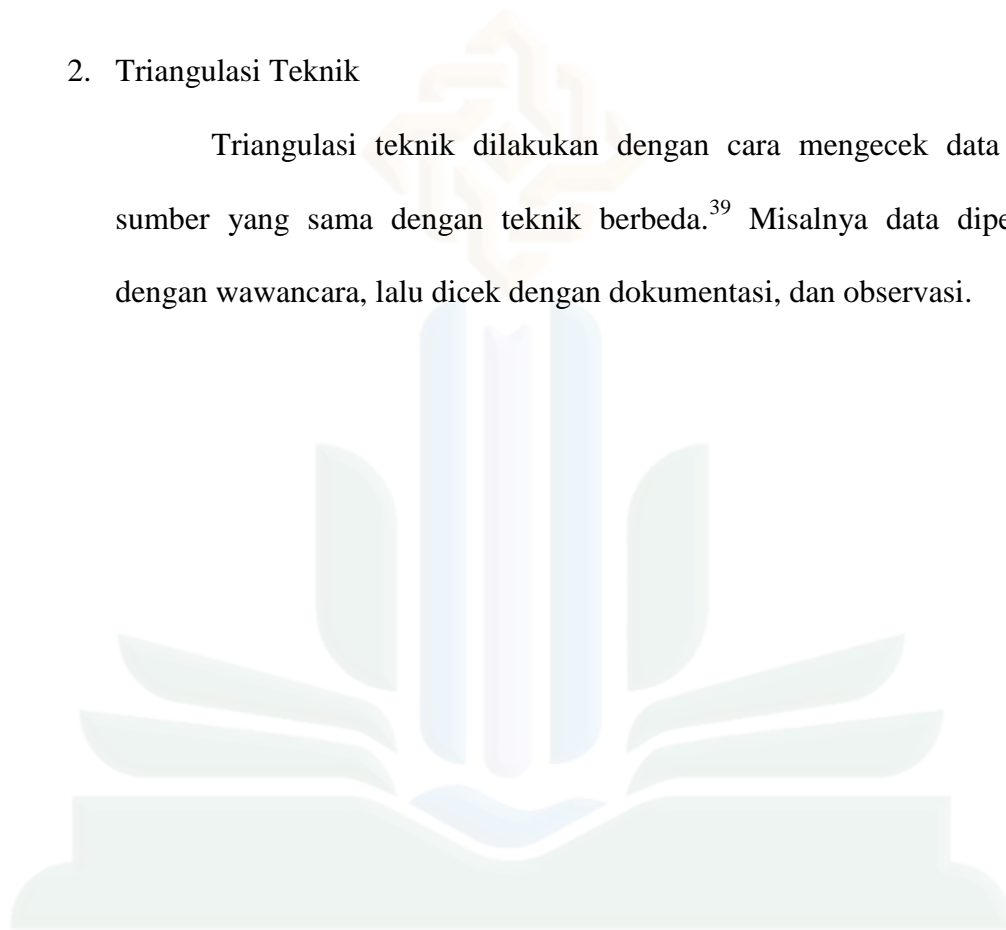 2. Triangulasi Teknik
Triangulasi teknik dilakukan dengan cara mengecek data
sumber yang sama dengan teknik berbeda.39 Misalnya data
dengan wawancara, lalu dicek dengan dokumentasi, dan observasi.